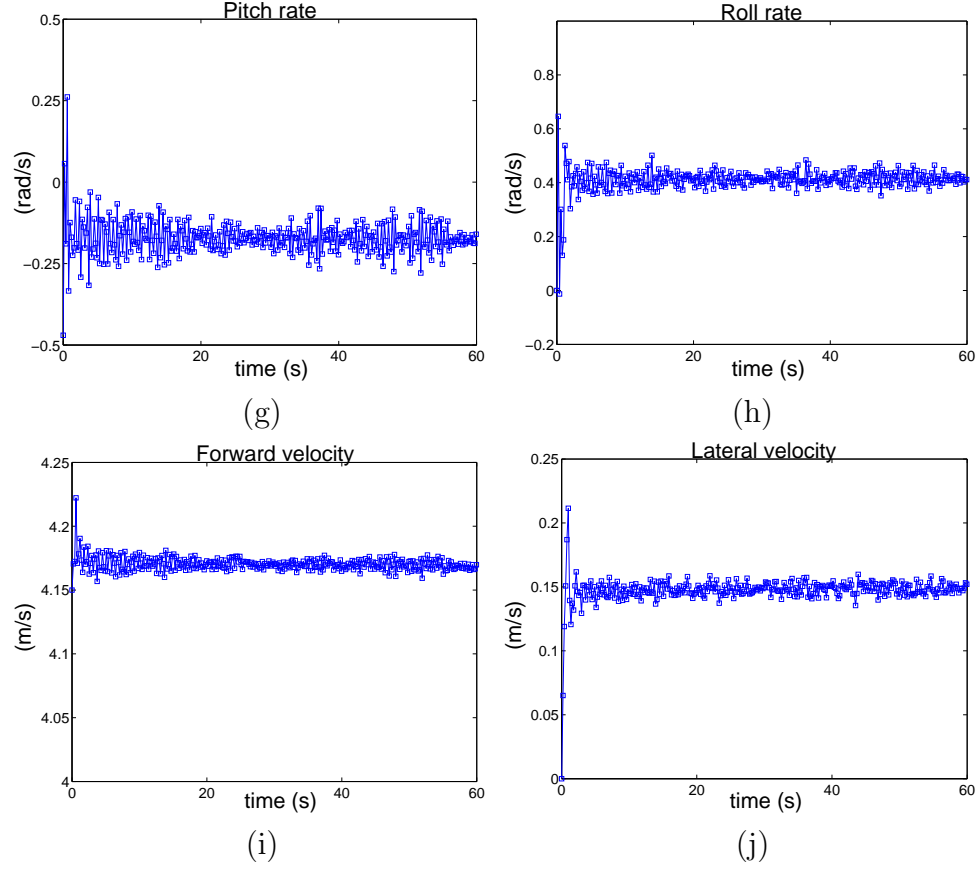 Pitch rate
0.5
0.25
0
−0.25
−0.5
(rad/s)
0 20 40 60
time (s)
(g)
Roll rate
0.8
0.6
0.4
0.2
0
−0.2
(rad/s)
0 20 40 60
time (s)
(h)
Forward velocity
4.25
4.2
4.15
4.1
4.05
4
(m/s)
0 20 40 60
time (s)
(i)
Lateral velocity
0.25
0.2
0.15
0.1
0.05
0
(m/s)
0 20 40 60
time (s)
(j)